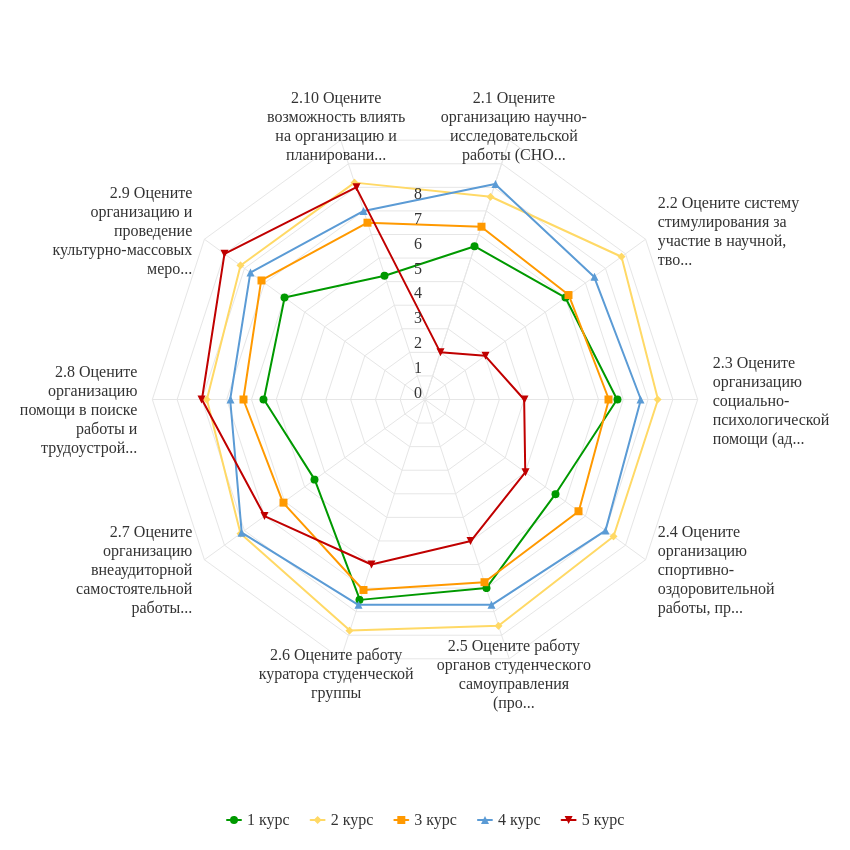 2.10 Оцените
возможность влиять
на организацию и
планировани...
2.1 Оцените
организацию научно-
исследовательской
работы (СНО...
2.2 Оцените систему
стимулирования за
участие в научной,
тво...
2.3 Оцените
организацию
социально-
психологической
помощи (ад...
2.4 Оцените
организацию
спортивно-
оздоровительной
работы, пр...
2.5 Оцените работу
органов студенческого
самоуправления
(про...
2.6 Оцените работу
куратора студенческой
группы
2.7 Оцените
организацию
внеаудиторной
самостоятельной
работы...
2.8 Оцените
организацию
помощи в поиске
работы и
трудоустрой...
2.9 Оцените
организацию и
проведение
культурно-массовых
меро...
8
7
6
5
4
3
2
1
0
1 курс 2 курс 3 курс 4 курс 5 курс